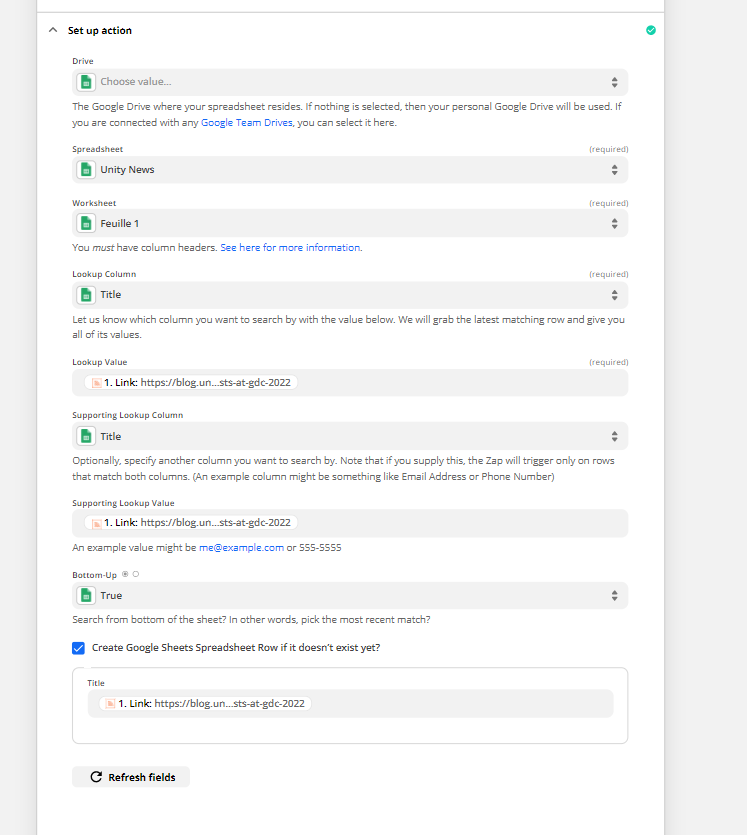 Set up action
Drive
Choose value...
The Google Drive where your spreadsheet resides. If nothing is selected, then your personal Google Drive will be used. If
you are connected with any Google Team Drives, you can select it here.
Spreadsheet (required)
Unity News
Worksheet (required)
Feuille 1
You must have column headers. See here for more information.
Lookup Column (required)
Title
Let us know which column you want to search by with the value below. We will grab the latest matching row and give you
all of its values.
Lookup Value (required)
1. Link: https://blog.un...sts-at-gdc-2022
Supporting Lookup Column
Title
Optionally, specify another column you want to search by. Note that if you supply this, the Zap will trigger only on rows
that match both columns. (An example column might be something like Email Address or Phone Number)
Supporting Lookup Value
1. Link: https://blog.un...sts-at-gdc-2022
An example value might be me@example.com or 555-5555
Bottom-Up
True
Search from bottom of the sheet? In other words, pick the most recent match?
Create Google Sheets Spreadsheet Row if it doesn't exist yet?
Title
1. Link: https://blog.un...sts-at-gdc-2022
Refresh fields